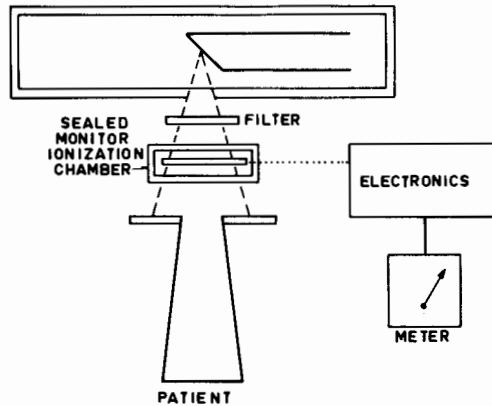 FILTER
SEALED
MONITOR
IONIZATION
CHAMBER
ELECTRONICS
METER
PATIENT